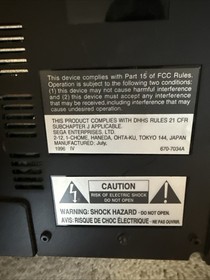 This device complies with Part 15 of FCC Rules.
Operation is subject to the following two conditions:
(1) this device may not cause harmful interference
and (2) this device must accept any interference
that may be received, including interference that may
cause undesired operation.
THIS PRODUCT COMPLIES WITH DHHS RULES 21 CFR
SUBCHAPTER J APPLICABLE.
SEGA ENTERPRISES, LTD.
2-12, 1-CHOME, HANEDA, OHTA-KU, TOKYO 144, JAPAN
MANUFACTURED: July,
1996 IV 670-7034A
CAUTION
RISK OF ELECTRIC SHOCK
DO NOT OPEN
WARNING: SHOCK HAZARD - DO NOT OPEN.
AVIS: RISQUE DE CHOC ÉLECTRIQUE - NE PAS OUVRIR.